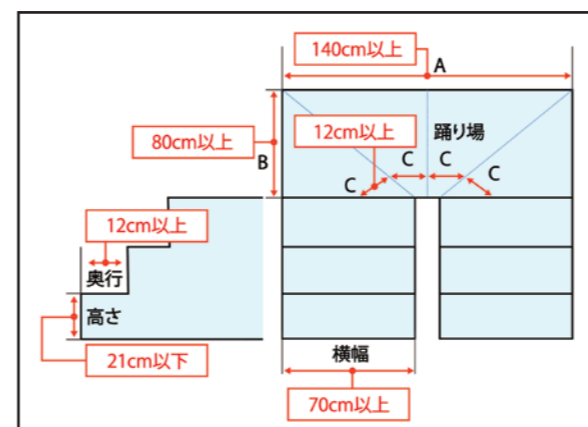 140cm以上
A
80cm以上
B
12cm以上
踊り場
C
C
C
C
12cm以上
奥行
高さ
21cm以下
横幅
70cm以上